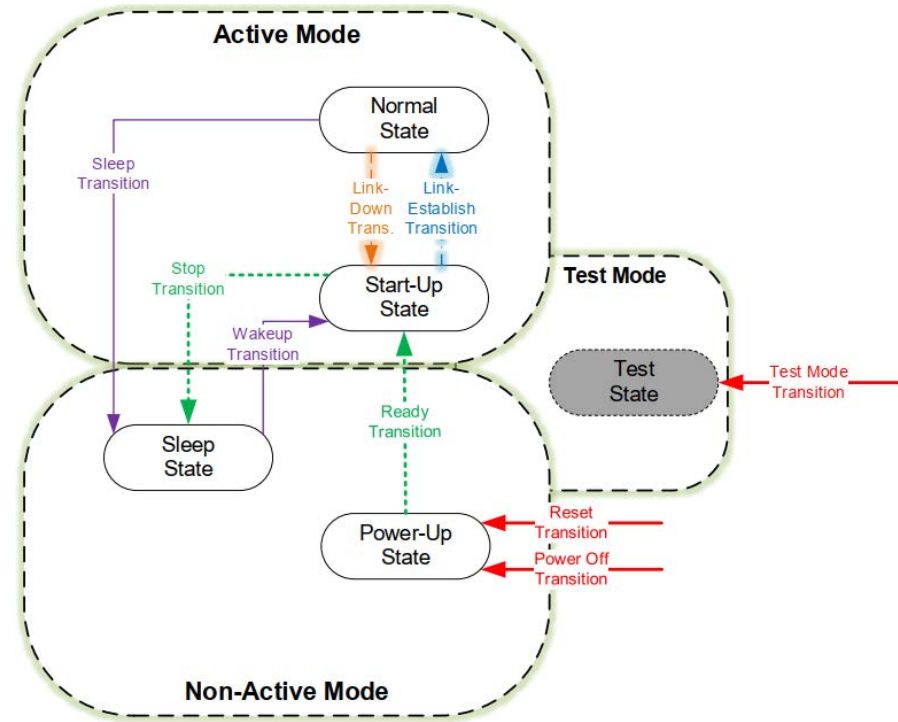 Active Mode
Normal
State
Sleep
Transition
Link-
Down
Trans.
Link-
Establish
Transition
Stop
Transition
Start-Up
State
Test Mode
Wakeup
Transition
Test
State
Test Mode
Transition
Ready
Transition
Sleep
State
Power-Up
State
Reset
Transition
Power Off
Transition
Non-Active Mode